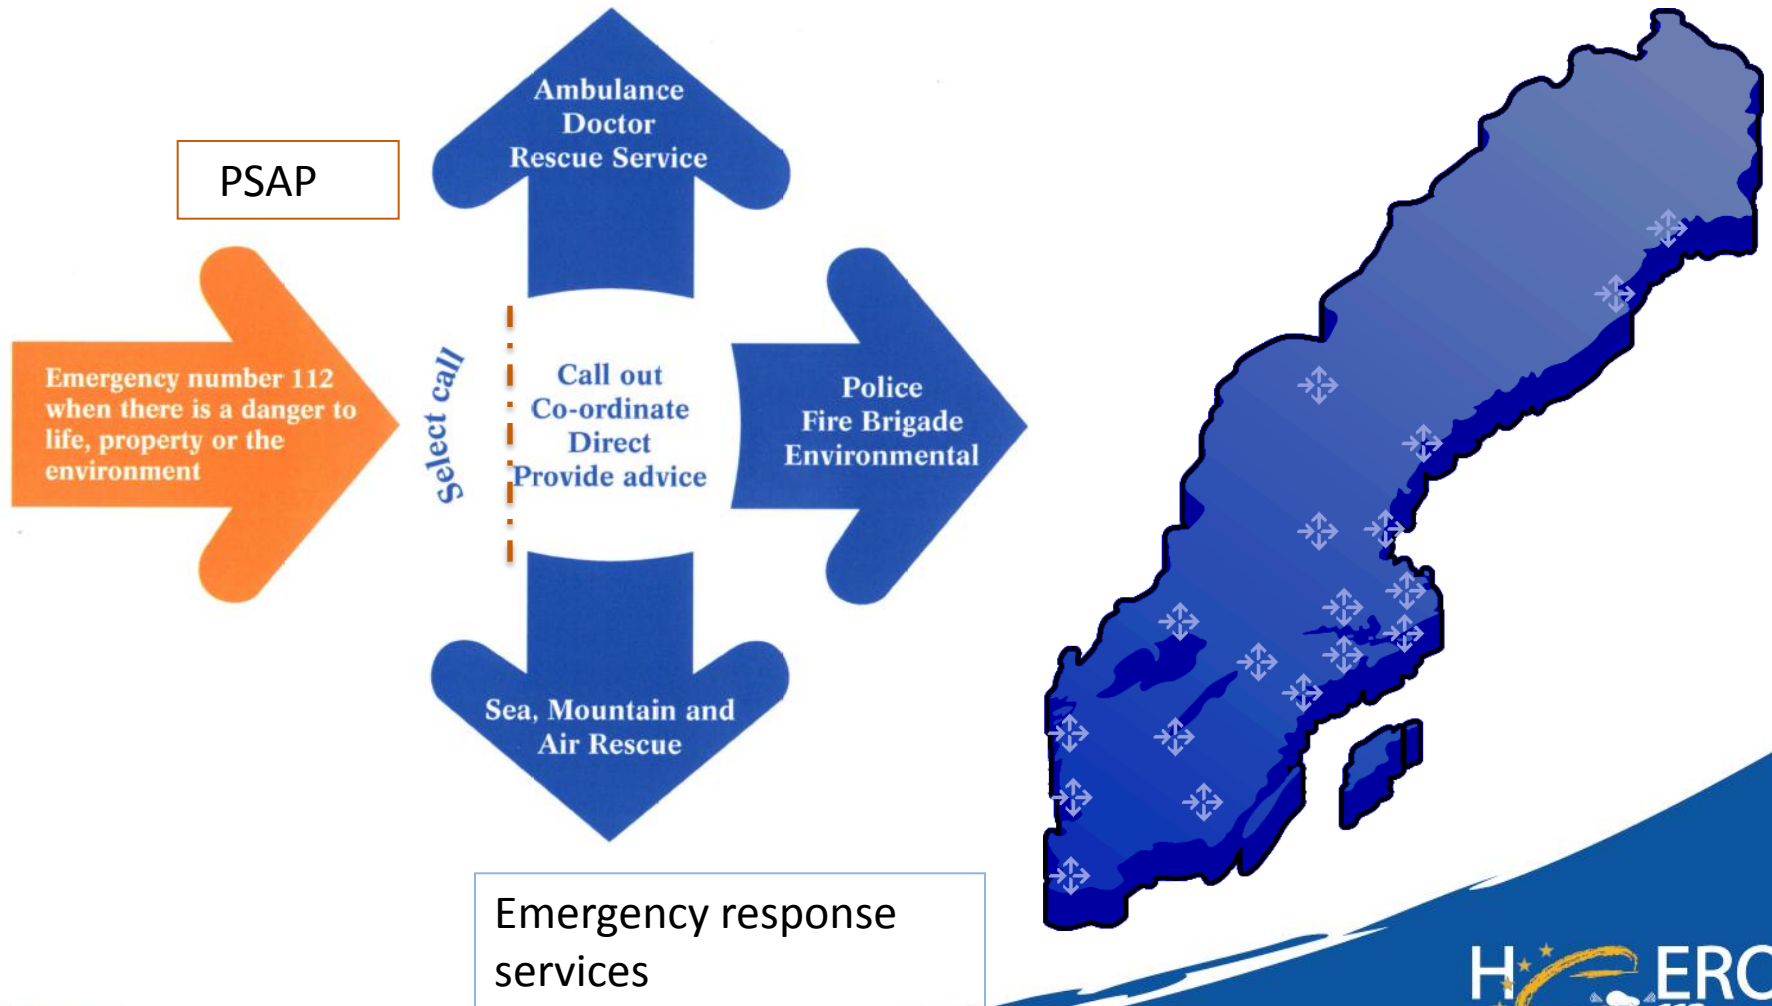 Ambulance
Doctor
Rescue Service
PSAP
Emergency number 112
when there is a danger to
life, property or the
environment
Select call
Call out
Co-ordinate
Direct
Provide advice
Police
Fire Brigade
Environmental
Sea, Mountain and
Air Rescue
Emergency response
services
H ERO